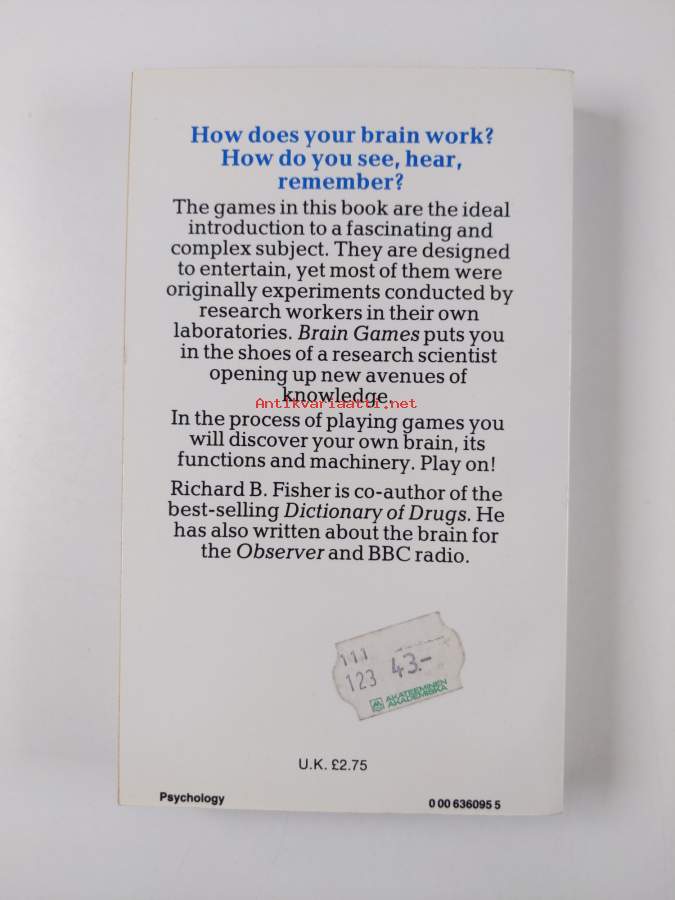 How does your brain work?
How do you see, hear,
remember?
The games in this book are the ideal
introduction to a fascinating and
complex subject. They are designed
to entertain, yet most of them were
originally experiments conducted by
research workers in their own
laboratories. Brain Games puts you
in the shoes of a research scientist
opening up new avenues of
knowledge.
Antikvariaatti.net
In the process of playing games you
will discover your own brain, its
functions and machinery. Play on!
Richard B. Fisher is co-author of the
best-selling Dictionary of Drugs. He
has also written about the brain for
the Observer and BBC radio.
111
123 43.-
AKATEEMINEN
AKADEMISKA
U.K. £2.75
Psychology
0 00 636095 5